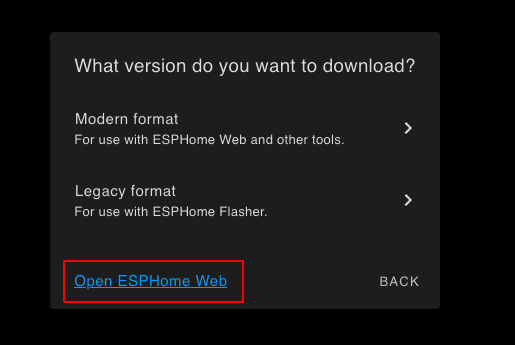 What version do you want to download?
Modern format
For use with ESPHome Web and other tools.
Legacy format
For use with ESPHome Flasher.
Open ESPHome Web
BACK